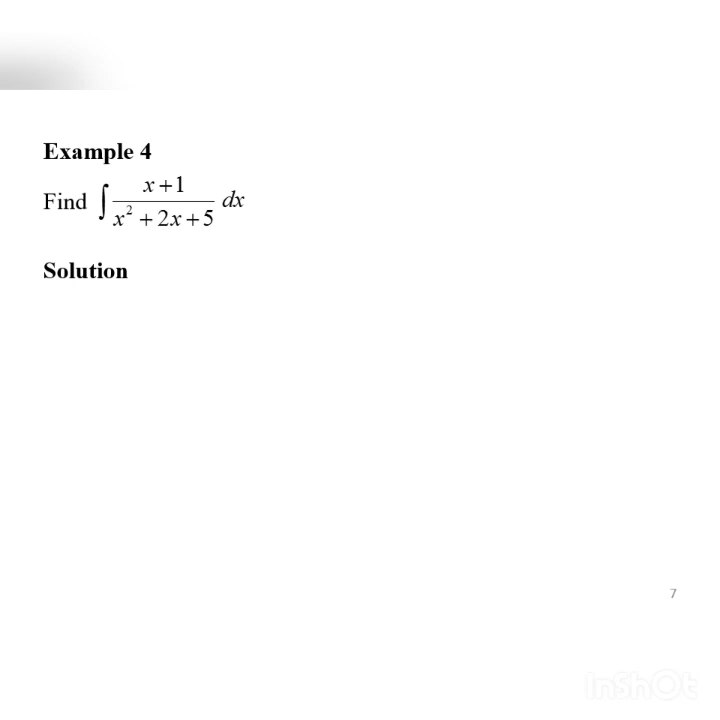 Example 4
Find ∫ (x+1)/(x² + 2x + 5) dx
Solution
7
InShOt